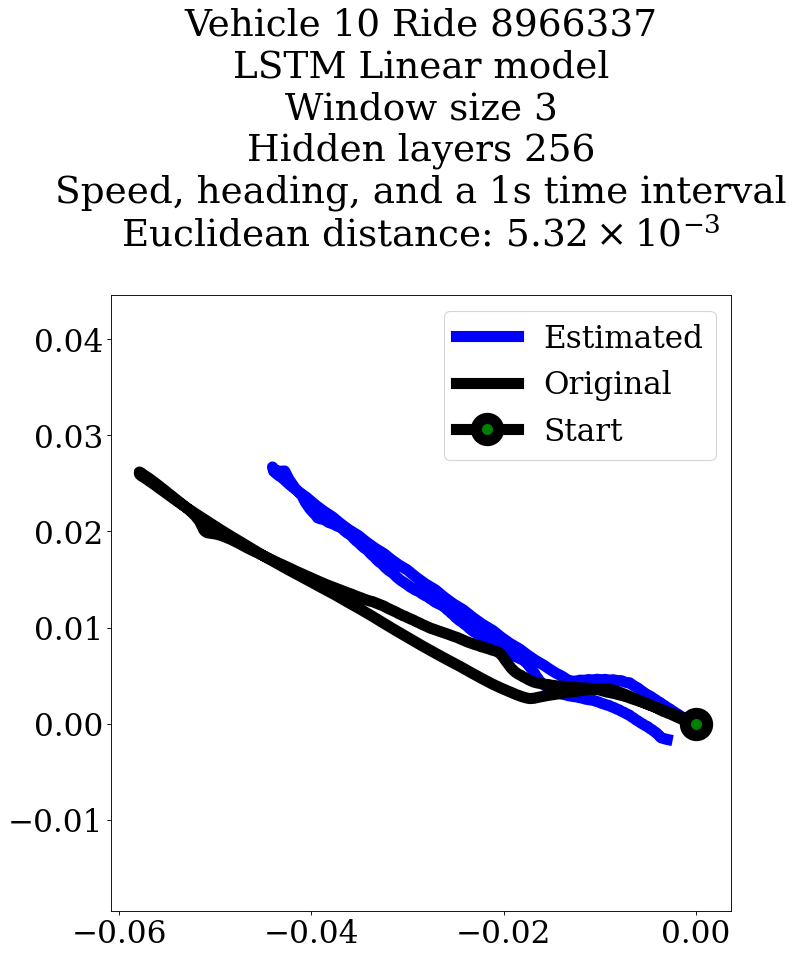 Vehicle 10 Ride 8966337
LSTM Linear model
Window size 3
Hidden layers 256
Speed, heading, and a 1s time interval
Euclidean distance: 5.32 × 10⁻³
Estimated
Original
Start
0.04
0.03
0.02
0.01
0.00
−0.01
−0.06 −0.04 −0.02 0.00